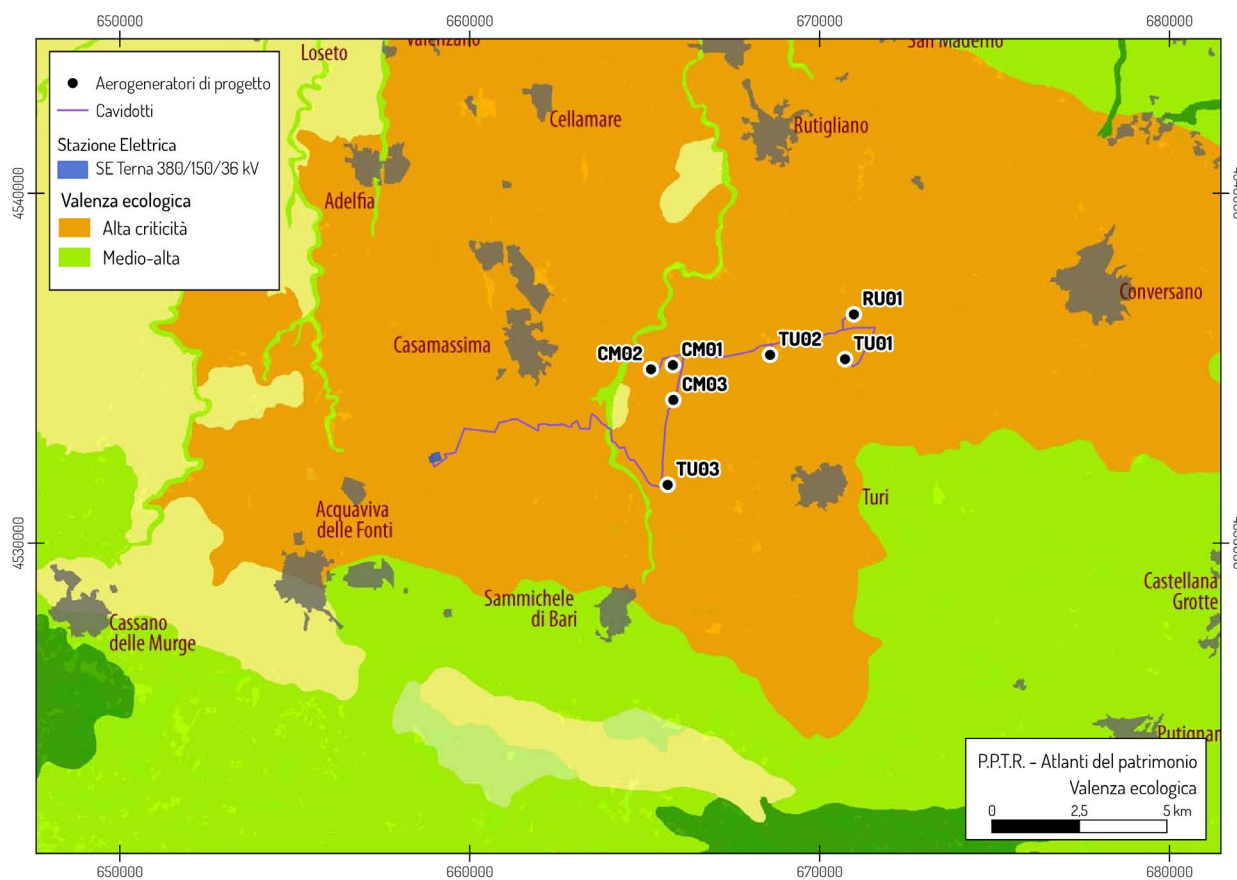 650000
660000
670000
680000
Loseto
Valenzano
San Maderno
Aerogeneratori di progetto
Cavidotti
Stazione Elettrica
SE Terna 380/150/36 kV
Valenza ecologica
Alta criticità
Medio-alta
Cellamare
Rutigliano
4540000
Adelfia
Conversano
RU01
Casamassima
CM02
CM01
TU02
TU01
CM03
TU03
Turi
Acquaviva
delle Fonti
4530000
Castellana
Grotte
Sammichele
di Bari
Cassano
delle Murge
Putignan
P.P.T.R. - Atlanti del patrimonio
Valenza ecologica
0
2,5
5 km
650000
660000
670000
680000